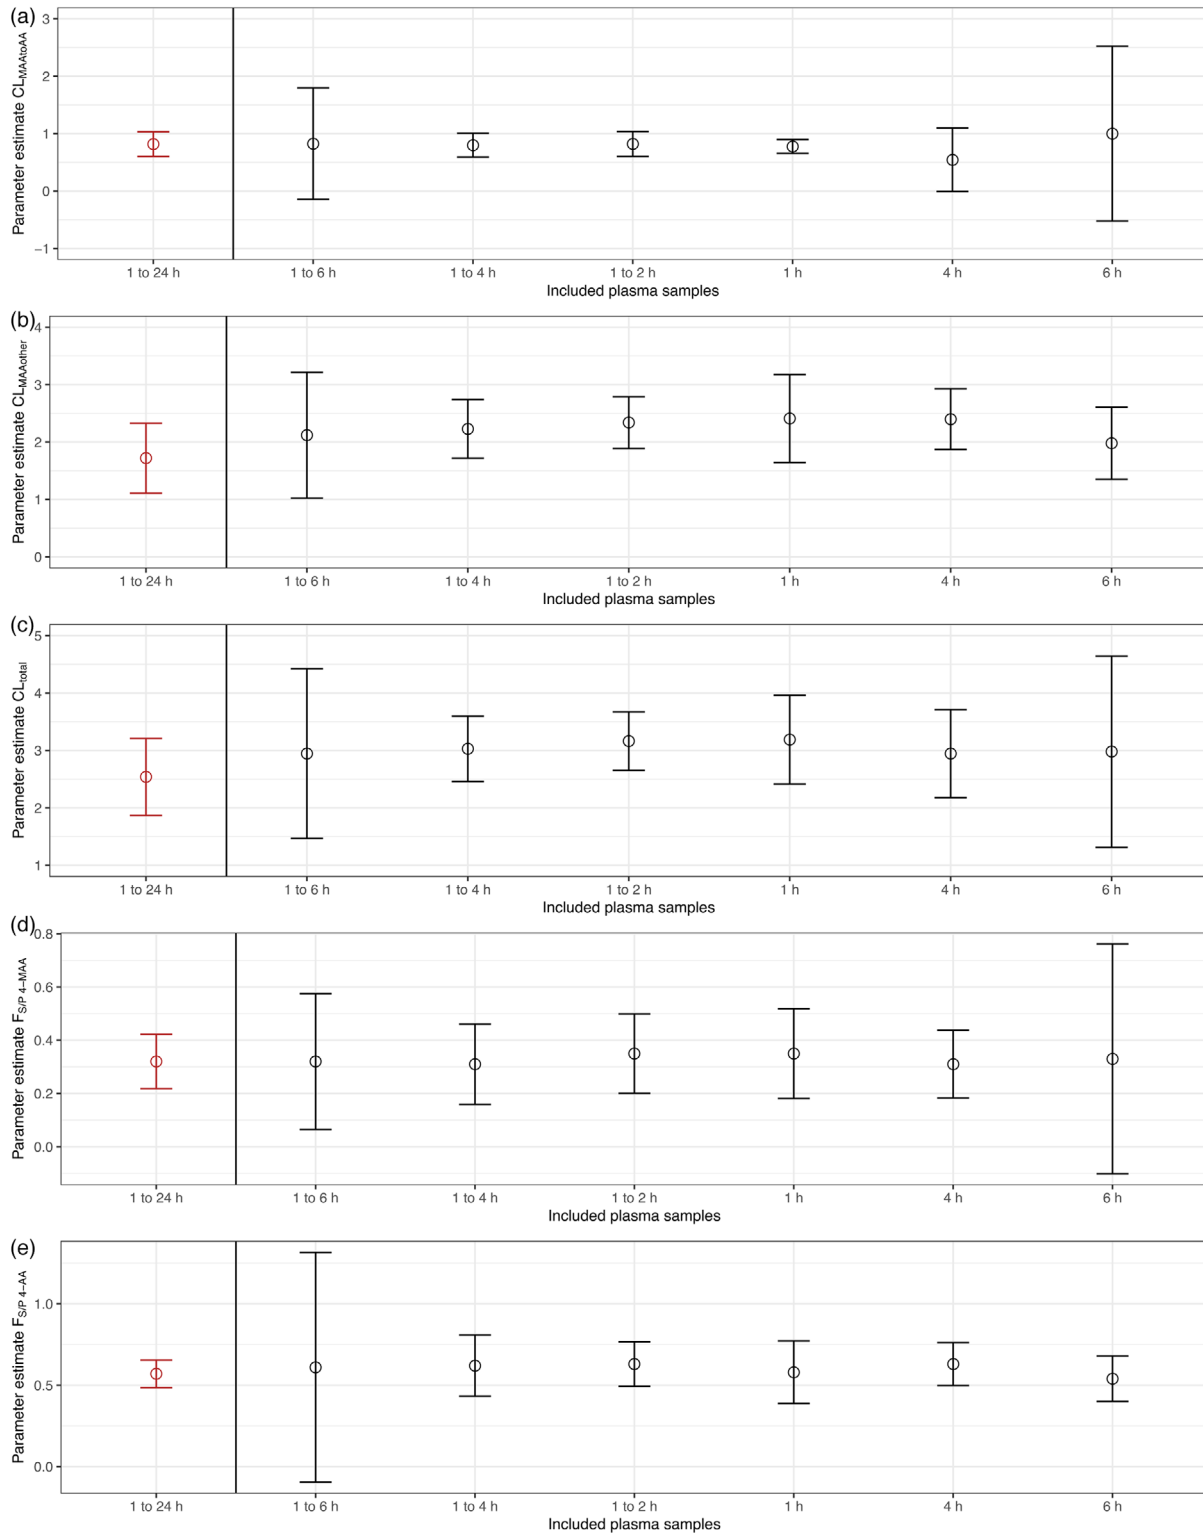 (a)
Parameter estimate CL_MAAtoAA
3
2
1
0
−1
1 to 24 h 1 to 6 h 1 to 4 h 1 to 2 h 1 h 4 h 6 h
Included plasma samples
(b)
Parameter estimate CL_MAAother
4
3
2
1
0
1 to 24 h 1 to 6 h 1 to 4 h 1 to 2 h 1 h 4 h 6 h
Included plasma samples
(c)
Parameter estimate CL_total
5
4
3
2
1
1 to 24 h 1 to 6 h 1 to 4 h 1 to 2 h 1 h 4 h 6 h
Included plasma samples
(d)
Parameter estimate F_S/P 4−MAA
0.8
0.6
0.4
0.2
0.0
1 to 24 h 1 to 6 h 1 to 4 h 1 to 2 h 1 h 4 h 6 h
Included plasma samples
(e)
Parameter estimate F_S/P 4−AA
1.0
0.5
0.0
1 to 24 h 1 to 6 h 1 to 4 h 1 to 2 h 1 h 4 h 6 h
Included plasma samples